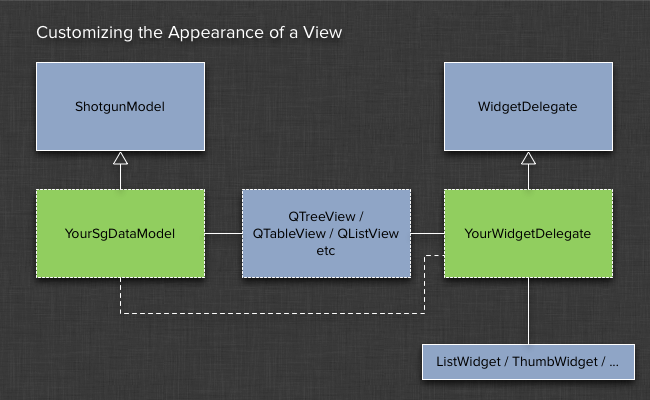 Customizing the Appearance of a View
ShotgunModel
WidgetDelegate
YourSgDataModel
QTreeView /
QTableView / QListView
etc
YourWidgetDelegate
ListWidget / ThumbWidget / ...